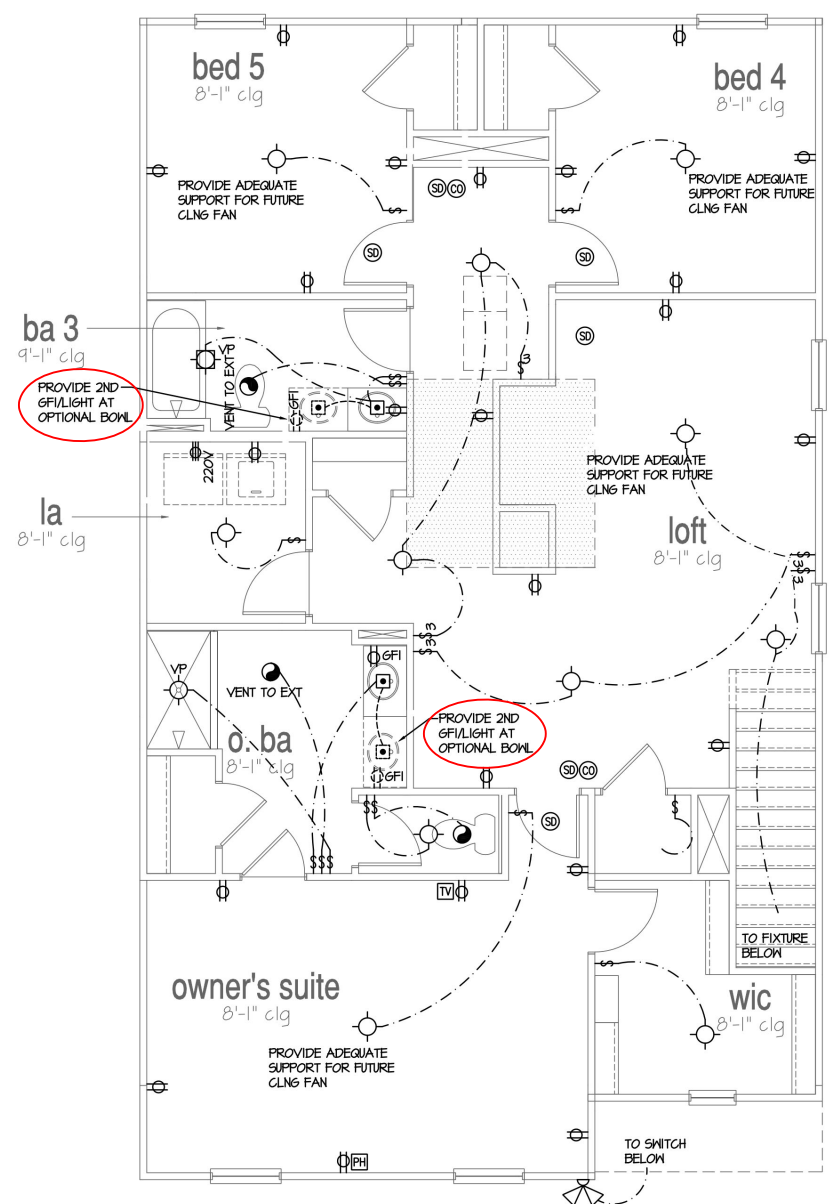 bed 5
8'-1" clg
bed 4
8'-1" clg
SD CO
PROVIDE ADEQUATE
SUPPORT FOR FUTURE
CLNG FAN
PROVIDE ADEQUATE
SUPPORT FOR FUTURE
CLNG FAN
$
$
SD
SD
ba 3
9'-1" clg
SD
VP
VENT TO EXT
$3
PROVIDE 2ND
GFI/LIGHT AT
OPTIONAL BOWL
GFI
$$
220V
PROVIDE ADEQUATE
SUPPORT FOR FUTURE
CLNG FAN
la
8'-1" clg
$
loft
8'-1" clg
$
$3
$3
$3
$3
VP
VENT TO EXT
GFI
o. ba
8'-1" clg
PROVIDE 2ND
GFI/LIGHT AT
OPTIONAL BOWL
GFI
SD CO
$$
$
SD
$
$$$
TV
TO FIXTURE
BELOW
$
owner's suite
8'-1" clg
wic
8'-1" clg
PROVIDE ADEQUATE
SUPPORT FOR FUTURE
CLNG FAN
TO SWITCH
BELOW
PH